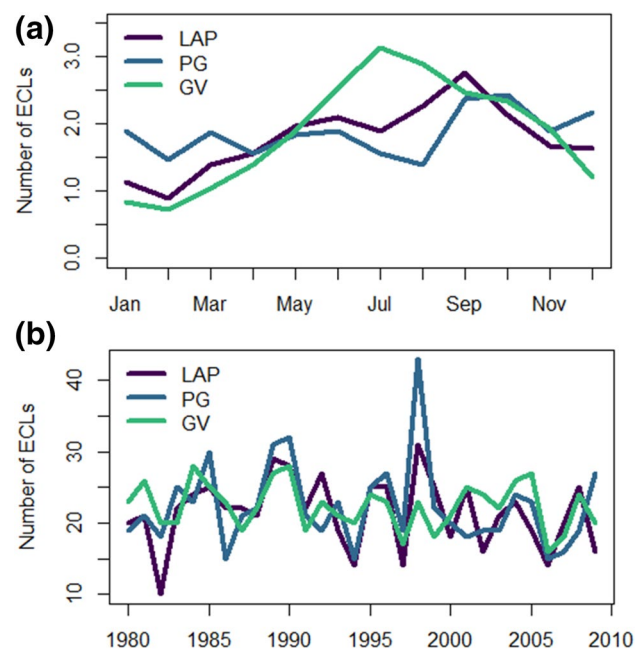 (a)
LAP
PG
GV
Number of ECLs
3.0
2.0
1.0
0.0
Jan Mar May Jul Sep Nov
(b)
LAP
PG
GV
Number of ECLs
40
30
20
10
1980 1985 1990 1995 2000 2005 2010